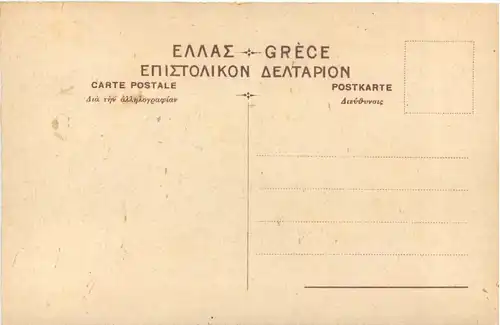 ΕΛΛΑΣ GRÈCE
ΕΠΙΣΤΟΛΙΚΟΝ ΔΕΛΤΑΡΙΟΝ
CARTE POSTALE POSTKARTE
Διὰ τὴν ἀλληλογραφίαν Διεύθυνσις